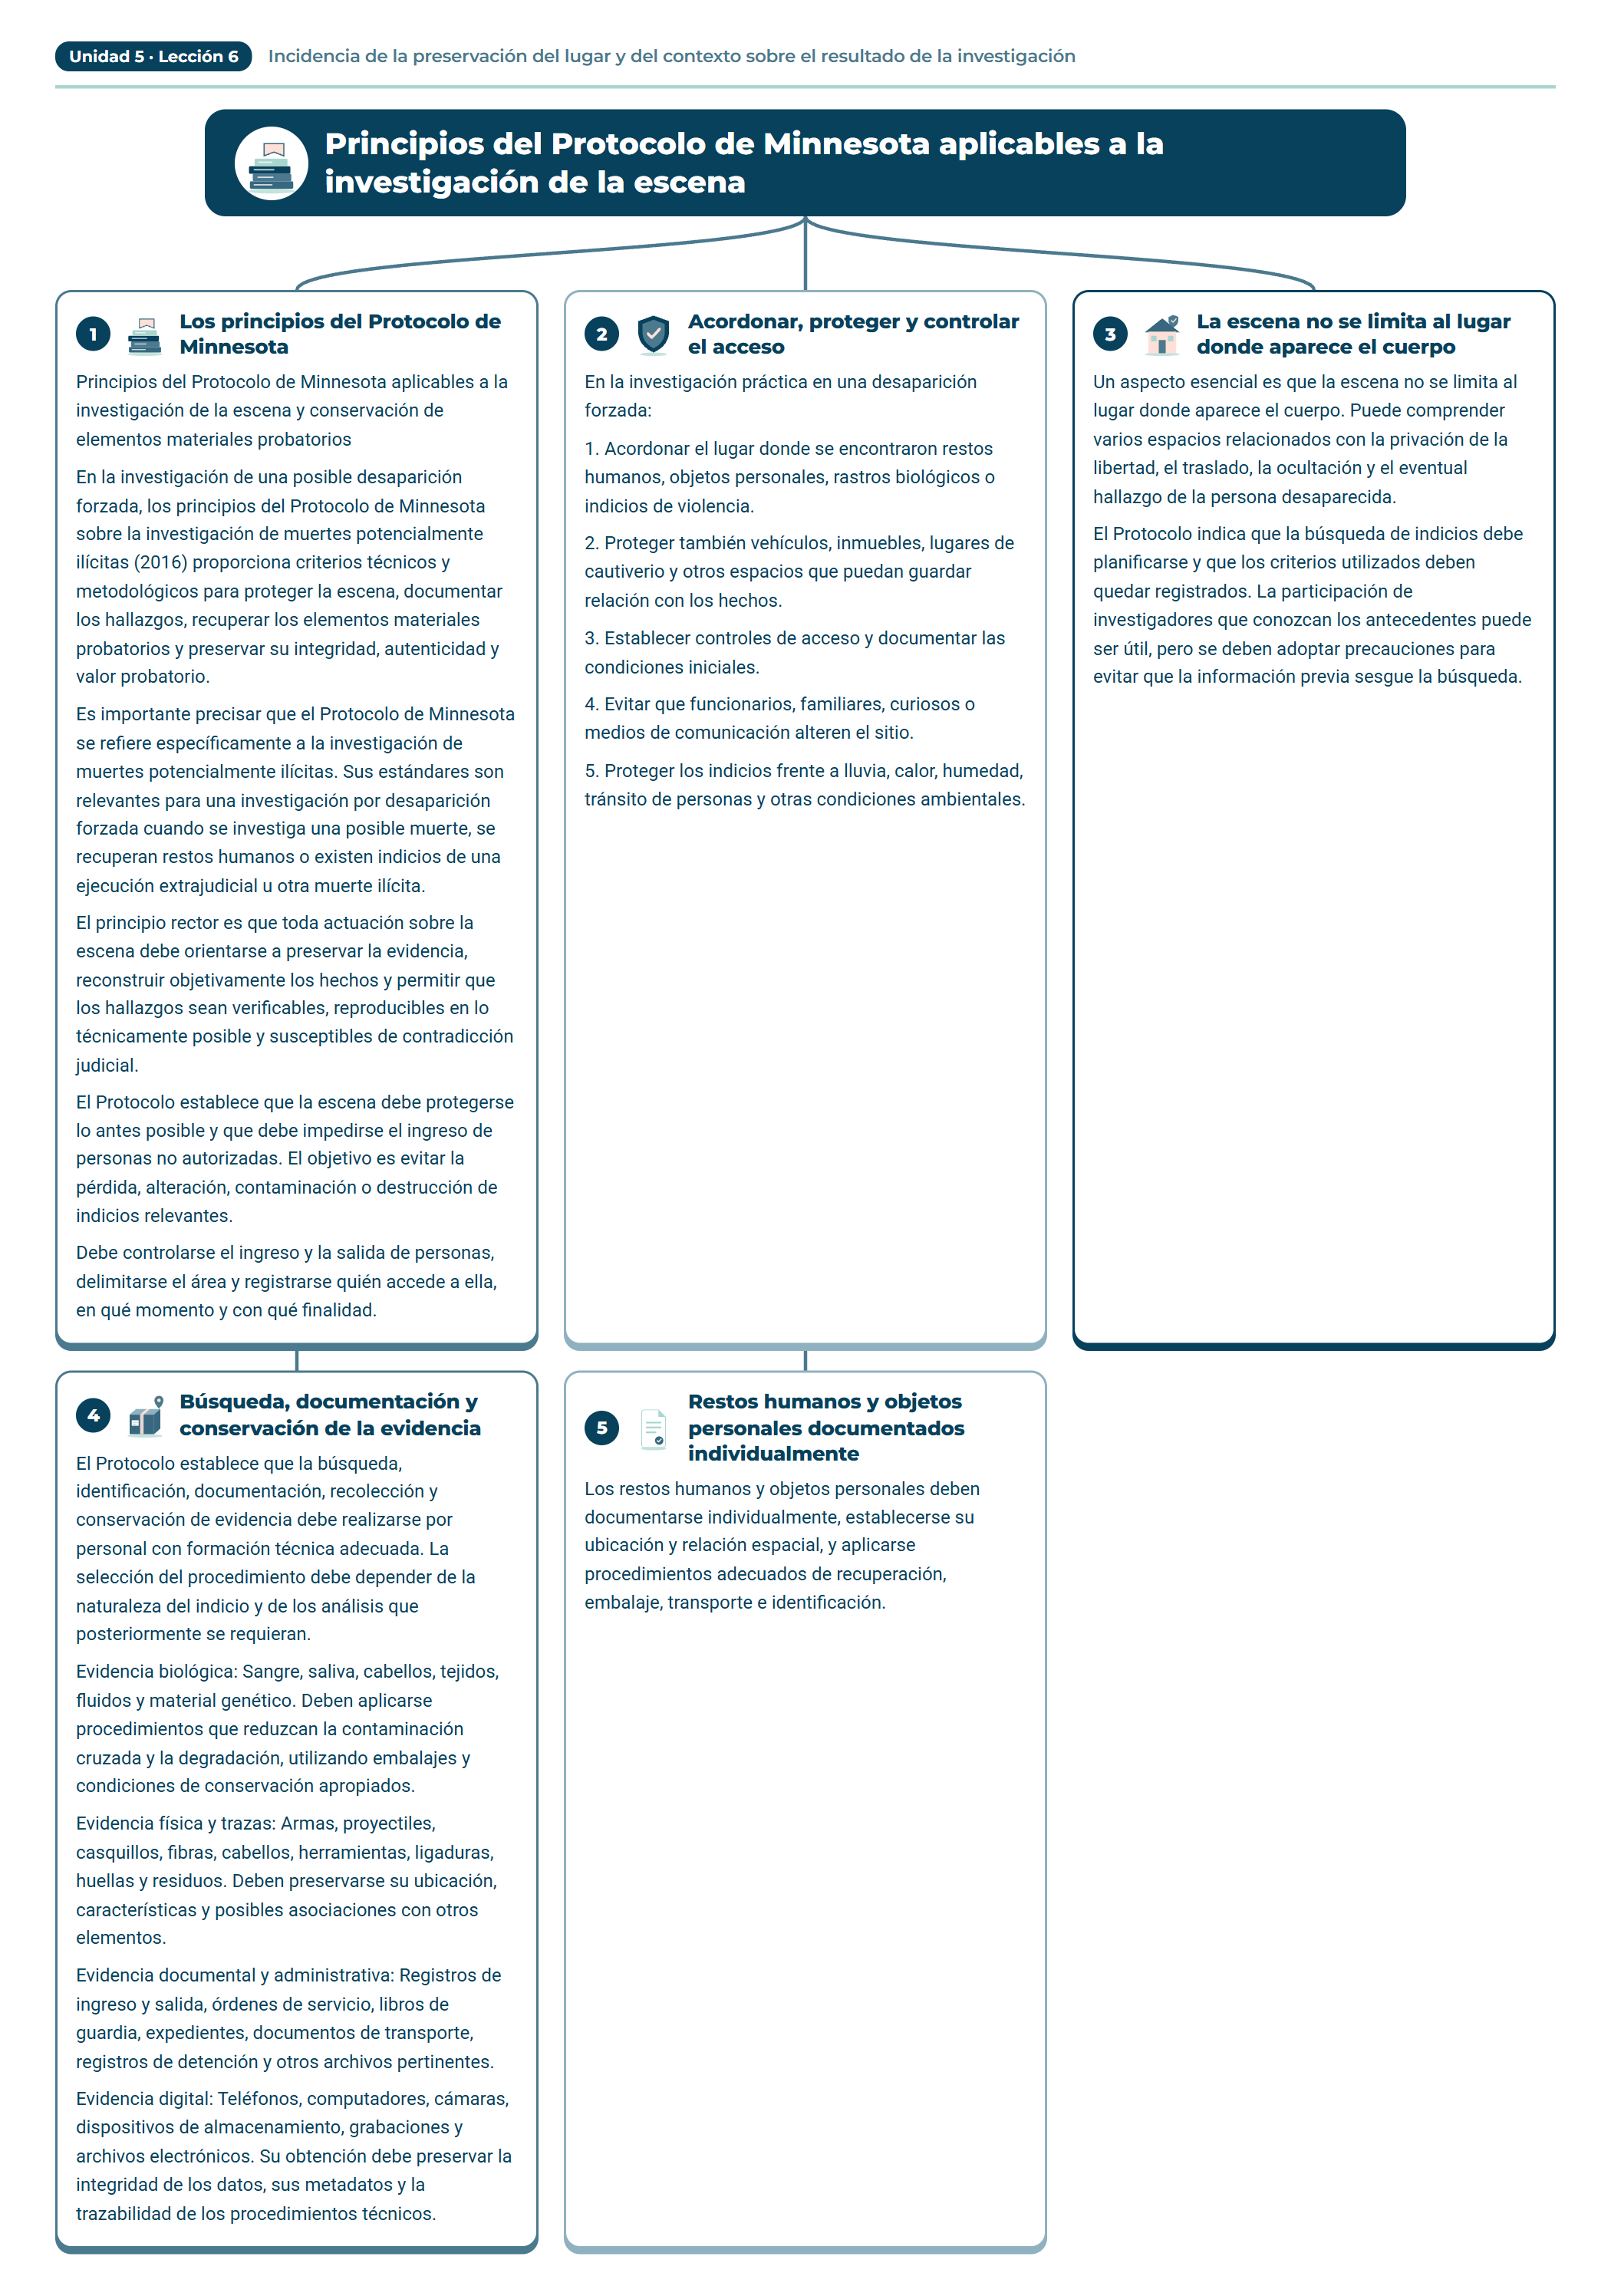 Unidad 5 · Lección 6
Incidencia de la preservación del lugar y del contexto sobre el resultado de la investigación
Principios del Protocolo de Minnesota aplicables a la
investigación de la escena
1
Los principios del Protocolo de
Minnesota
Principios del Protocolo de Minnesota aplicables a la
investigación de la escena y conservación de
elementos materiales probatorios
En la investigación de una posible desaparición
forzada, los principios del Protocolo de Minnesota
sobre la investigación de muertes potencialmente
ilícitas (2016) proporciona criterios técnicos y
metodológicos para proteger la escena, documentar
los hallazgos, recuperar los elementos materiales
probatorios y preservar su integridad, autenticidad y
valor probatorio.
Es importante precisar que el Protocolo de Minnesota
se refiere específicamente a la investigación de
muertes potencialmente ilícitas. Sus estándares son
relevantes para una investigación por desaparición
forzada cuando se investiga una posible muerte, se
recuperan restos humanos o existen indicios de una
ejecución extrajudicial u otra muerte ilícita.
El principio rector es que toda actuación sobre la
escena debe orientarse a preservar la evidencia,
reconstruir objetivamente los hechos y permitir que
los hallazgos sean verificables, reproducibles en lo
técnicamente posible y susceptibles de contradicción
judicial.
El Protocolo establece que la escena debe protegerse
lo antes posible y que debe impedirse el ingreso de
personas no autorizadas. El objetivo es evitar la
pérdida, alteración, contaminación o destrucción de
indicios relevantes.
Debe controlarse el ingreso y la salida de personas,
delimitarse el área y registrarse quién accede a ella,
en qué momento y con qué finalidad.
2
Acordonar, proteger y controlar
el acceso
En la investigación práctica en una desaparición
forzada:
1. Acordonar el lugar donde se encontraron restos
humanos, objetos personales, rastros biológicos o
indicios de violencia.
2. Proteger también vehículos, inmuebles, lugares de
cautiverio y otros espacios que puedan guardar
relación con los hechos.
3. Establecer controles de acceso y documentar las
condiciones iniciales.
4. Evitar que funcionarios, familiares, curiosos o
medios de comunicación alteren el sitio.
5. Proteger los indicios frente a lluvia, calor, humedad,
tránsito de personas y otras condiciones ambientales.
3
La escena no se limita al lugar
donde aparece el cuerpo
Un aspecto esencial es que la escena no se limita al
lugar donde aparece el cuerpo. Puede comprender
varios espacios relacionados con la privación de la
libertad, el traslado, la ocultación y el eventual
hallazgo de la persona desaparecida.
El Protocolo indica que la búsqueda de indicios debe
planificarse y que los criterios utilizados deben
quedar registrados. La participación de
investigadores que conozcan los antecedentes puede
ser útil, pero se deben adoptar precauciones para
evitar que la información previa sesgue la búsqueda.
4
Búsqueda, documentación y
conservación de la evidencia
El Protocolo establece que la búsqueda,
identificación, documentación, recolección y
conservación de evidencia debe realizarse por
personal con formación técnica adecuada. La
selección del procedimiento debe depender de la
naturaleza del indicio y de los análisis que
posteriormente se requieran.
Evidencia biológica: Sangre, saliva, cabellos, tejidos,
fluidos y material genético. Deben aplicarse
procedimientos que reduzcan la contaminación
cruzada y la degradación, utilizando embalajes y
condiciones de conservación apropiados.
Evidencia física y trazas: Armas, proyectiles,
casquillos, fibras, cabellos, herramientas, ligaduras,
huellas y residuos. Deben preservarse su ubicación,
características y posibles asociaciones con otros
elementos.
Evidencia documental y administrativa: Registros de
ingreso y salida, órdenes de servicio, libros de
guardia, expedientes, documentos de transporte,
registros de detención y otros archivos pertinentes.
Evidencia digital: Teléfonos, computadores, cámaras,
dispositivos de almacenamiento, grabaciones y
archivos electrónicos. Su obtención debe preservar la
integridad de los datos, sus metadatos y la
trazabilidad de los procedimientos técnicos.
5
Restos humanos y objetos
personales documentados
individualmente
Los restos humanos y objetos personales deben
documentarse individualmente, establecerse su
ubicación y relación espacial, y aplicarse
procedimientos adecuados de recuperación,
embalaje, transporte e identificación.